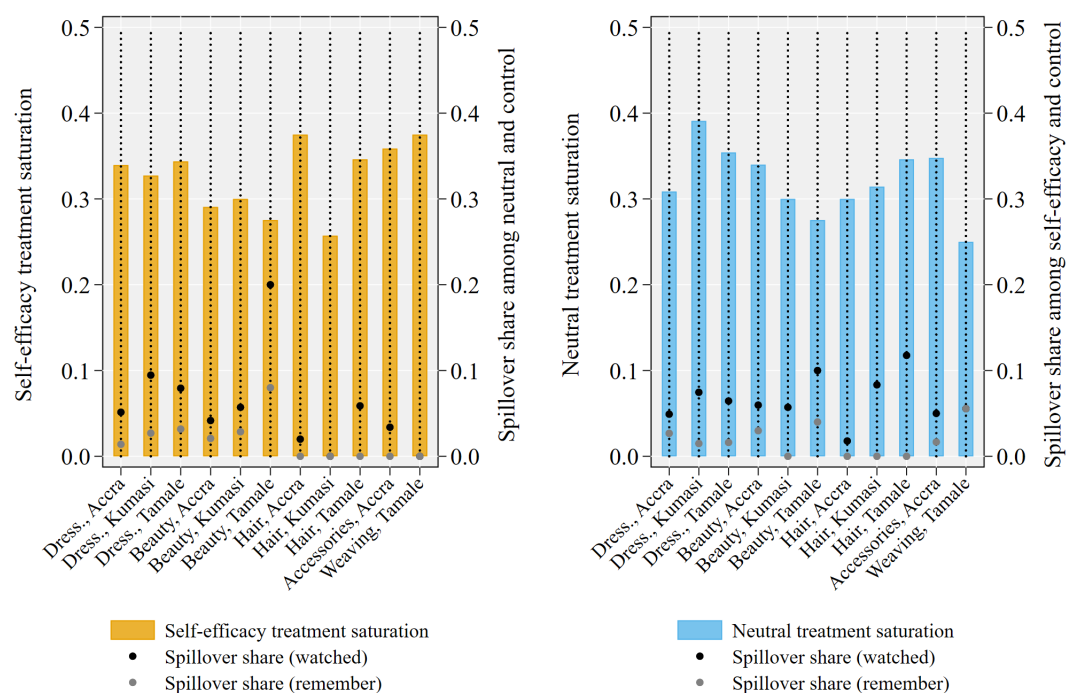 Self-efficacy treatment saturation
0.5
0.4
0.3
0.2
0.1
0.0
0.5
0.4
0.3
0.2
0.1
0.0
Spillover share among neutral and control
Dress., Accra
Dress., Kumasi
Dress., Tamale
Beauty, Accra
Beauty, Kumasi
Beauty, Tamale
Hair, Accra
Hair, Kumasi
Hair, Tamale
Accessories, Accra
Weaving, Tamale
Self-efficacy treatment saturation
Spillover share (watched)
Spillover share (remember)
Neutral treatment saturation
0.5
0.4
0.3
0.2
0.1
0.0
0.5
0.4
0.3
0.2
0.1
0.0
Spillover share among self-efficacy and control
Dress., Accra
Dress., Kumasi
Dress., Tamale
Beauty, Accra
Beauty, Kumasi
Beauty, Tamale
Hair, Accra
Hair, Kumasi
Hair, Tamale
Accessories, Accra
Weaving, Tamale
Neutral treatment saturation
Spillover share (watched)
Spillover share (remember)